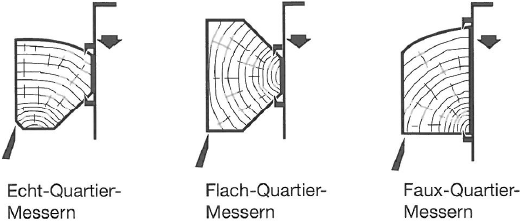 Echt-Quartier-
Messern
Flach-Quartier-
Messern
Faux-Quartier-
Messern